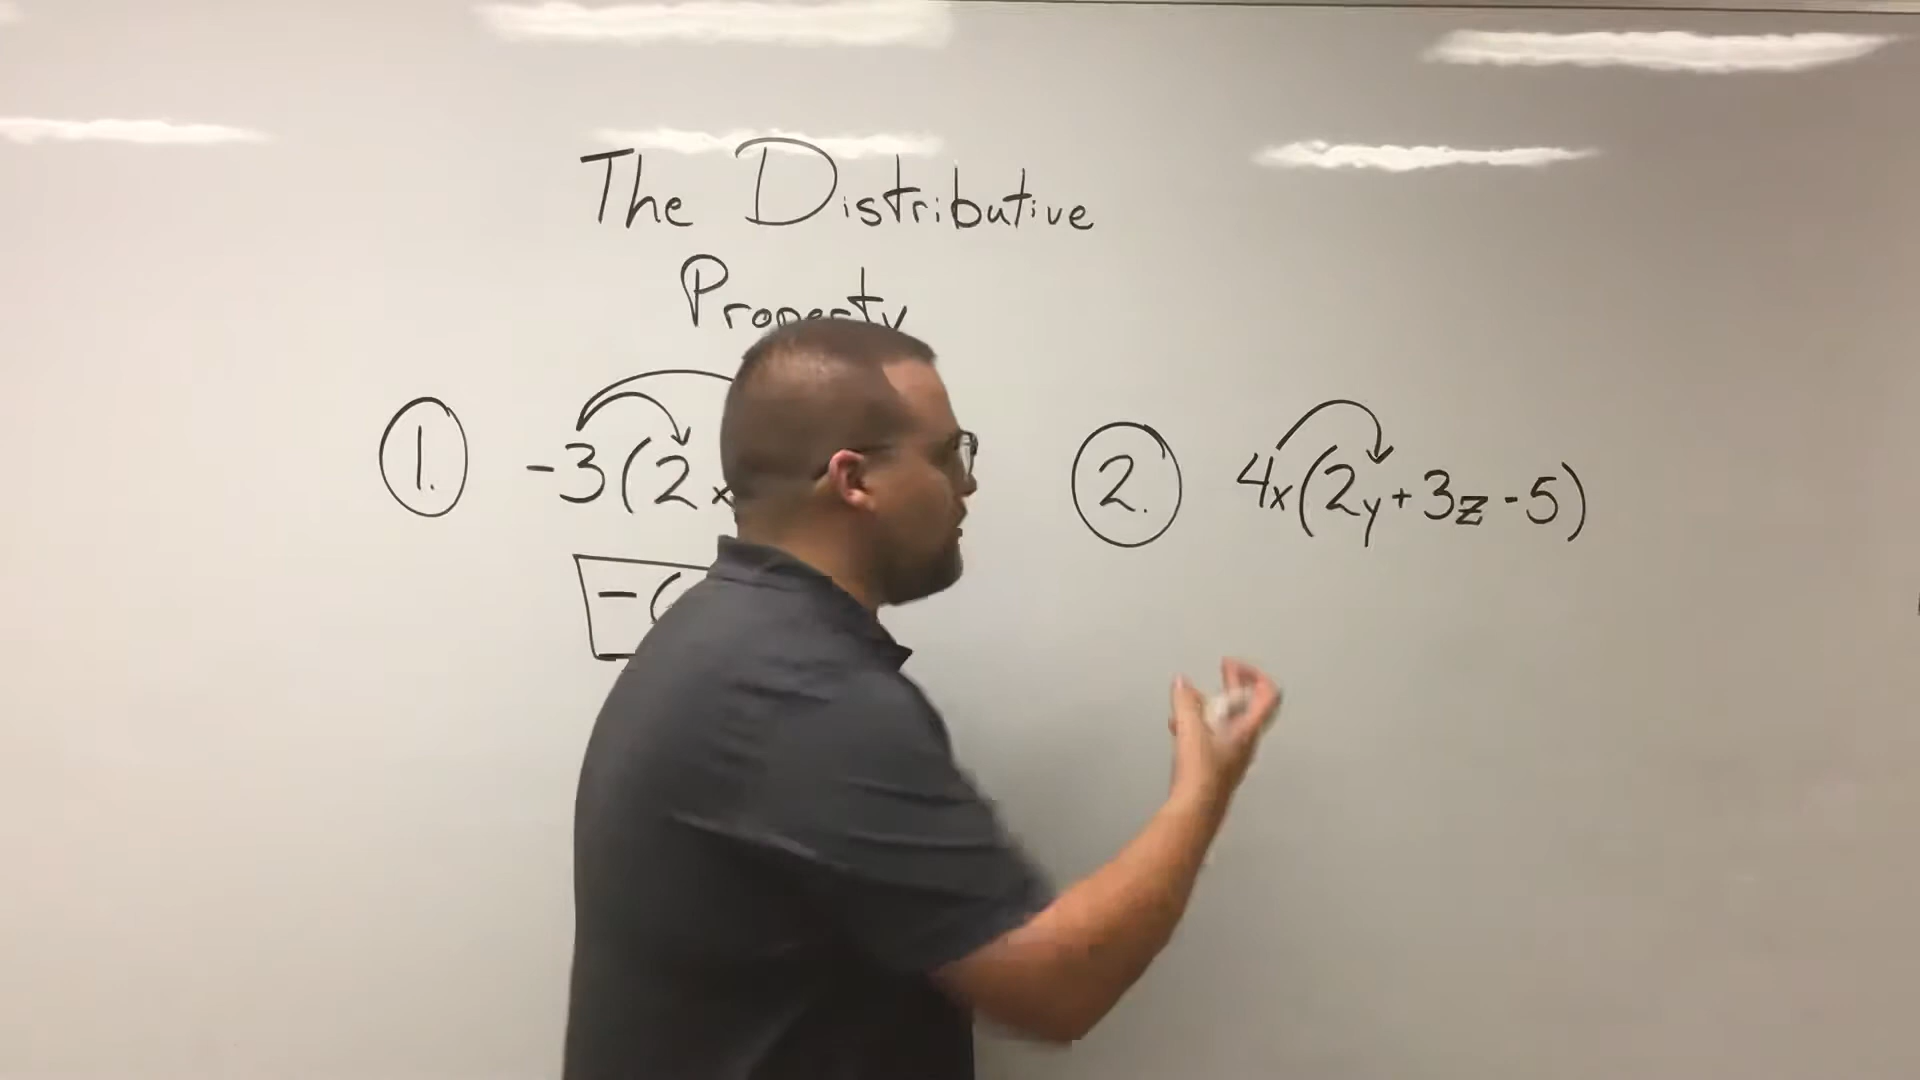 The Distributive
Property
1. -3(2x
-6
2. 4x(2y+3z-5)